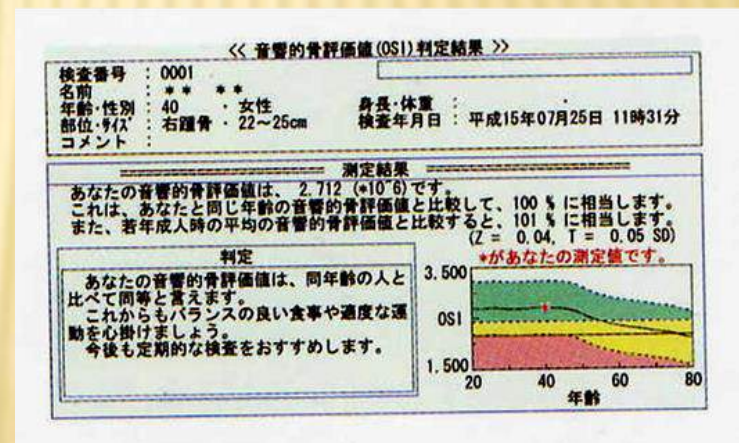 << 音響的骨評価値(OSI)判定結果 >>
検査番号 : 0001
名前 : ** **
年齢・性別 : 40 ・ 女性
身長・体重 : ・
部位・サイズ : 右踵骨 ・ 22~25cm
検査年月日 : 平成15年07月25日 11時31分
コメント :
測定結果
あなたの音響的骨評価値は、 2.712 (*10 6)です。
これは、あなたと同じ年齢の音響的骨評価値と比較して、100 % に相当します。
また、若年成人時の平均の音響的骨評価値と比較すると、101 % に相当します。
(Z = 0.04, T = 0.05 SD)
判定
あなたの音響的骨評価値は、同年齢の人と
比べて同等と言えます。
これからもバランスの良い食事や適度な運
動を心掛けましょう。
今後も定期的な検査をおすすめします。
*があなたの測定値です。
3.500
OSI
1.500
20 40 60 80
年齢